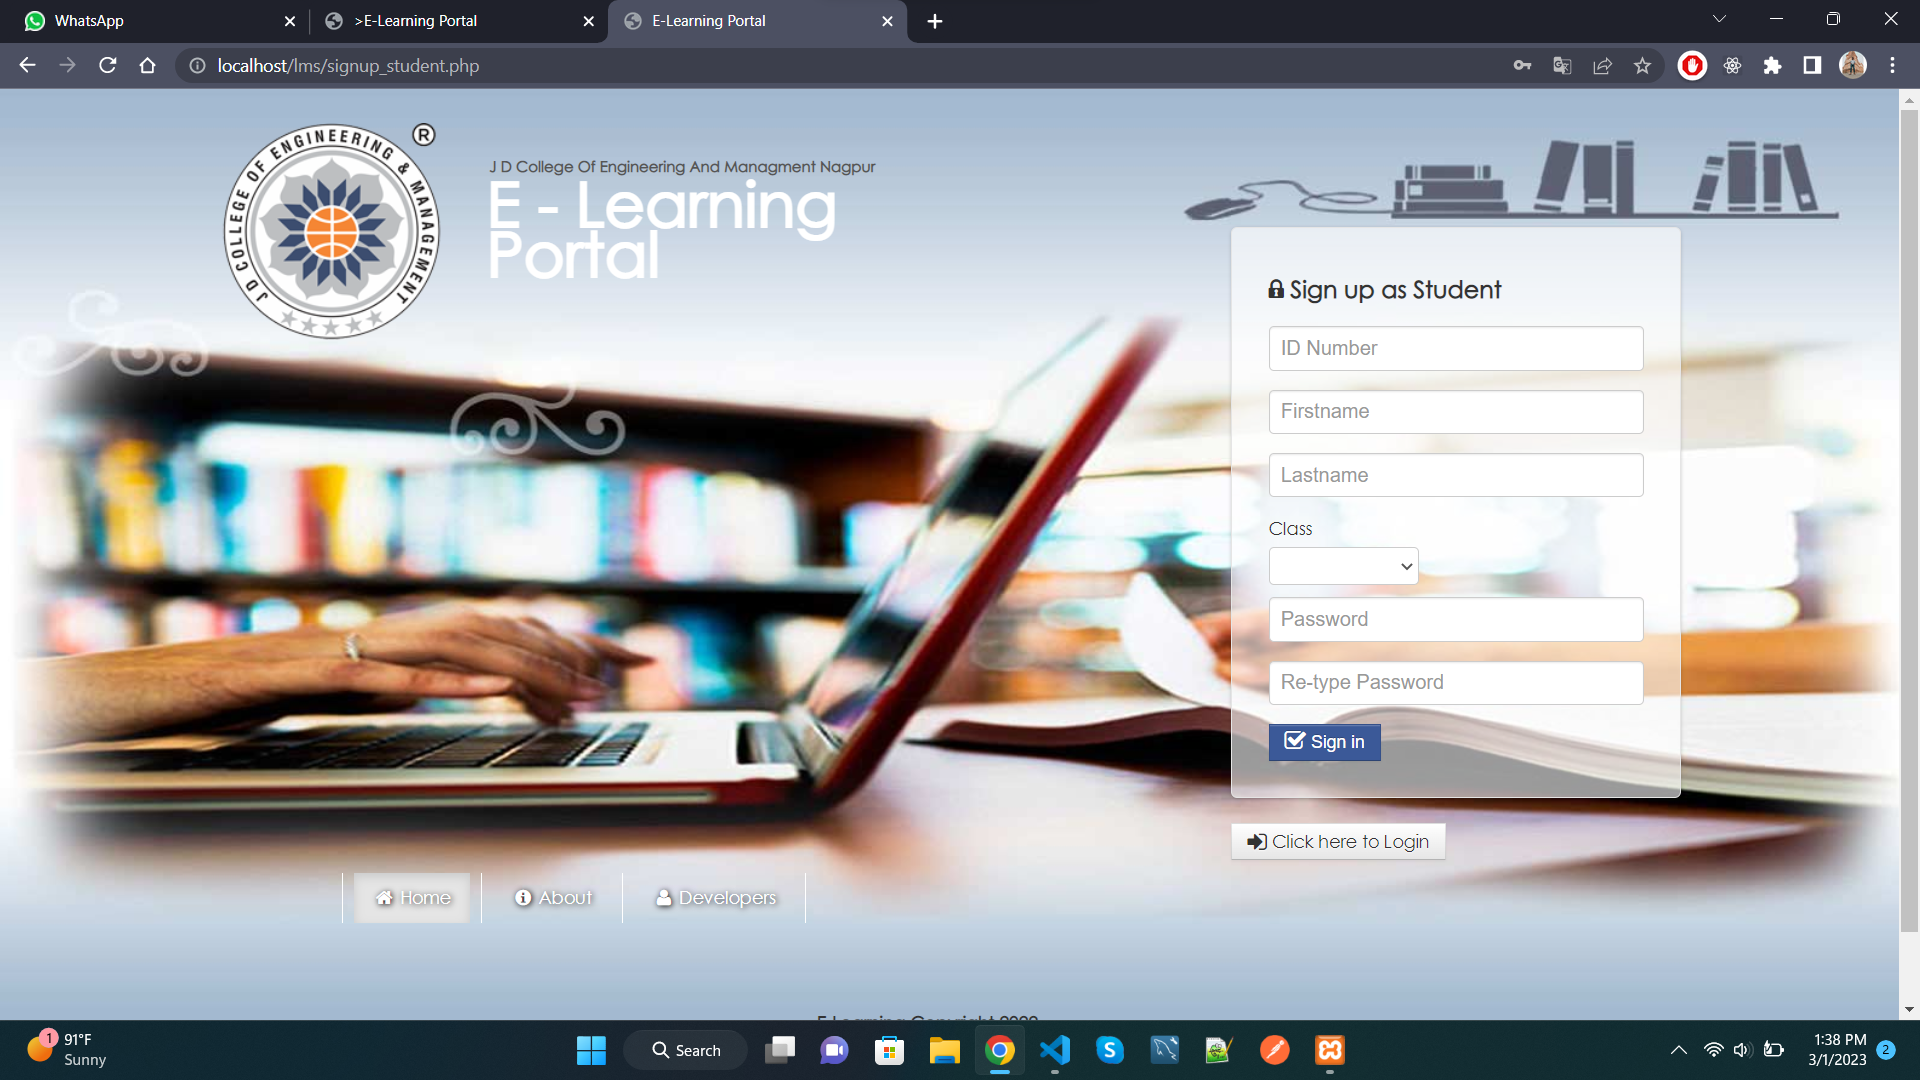 WhatsApp
>E-Learning Portal
E-Learning Portal
localhost/lms/signup_student.php
J D COLLEGE OF ENGINEERING & MANAGEMENT
®
J D College Of Engineering And Managment Nagpur
E - Learning
Portal
Sign up as Student
ID Number
Firstname
Lastname
Class
Password
Re-type Password
Sign in
Click here to Login
Home
About
Developers
1
91°F
Sunny
Search
1:38 PM
3/1/2023
2